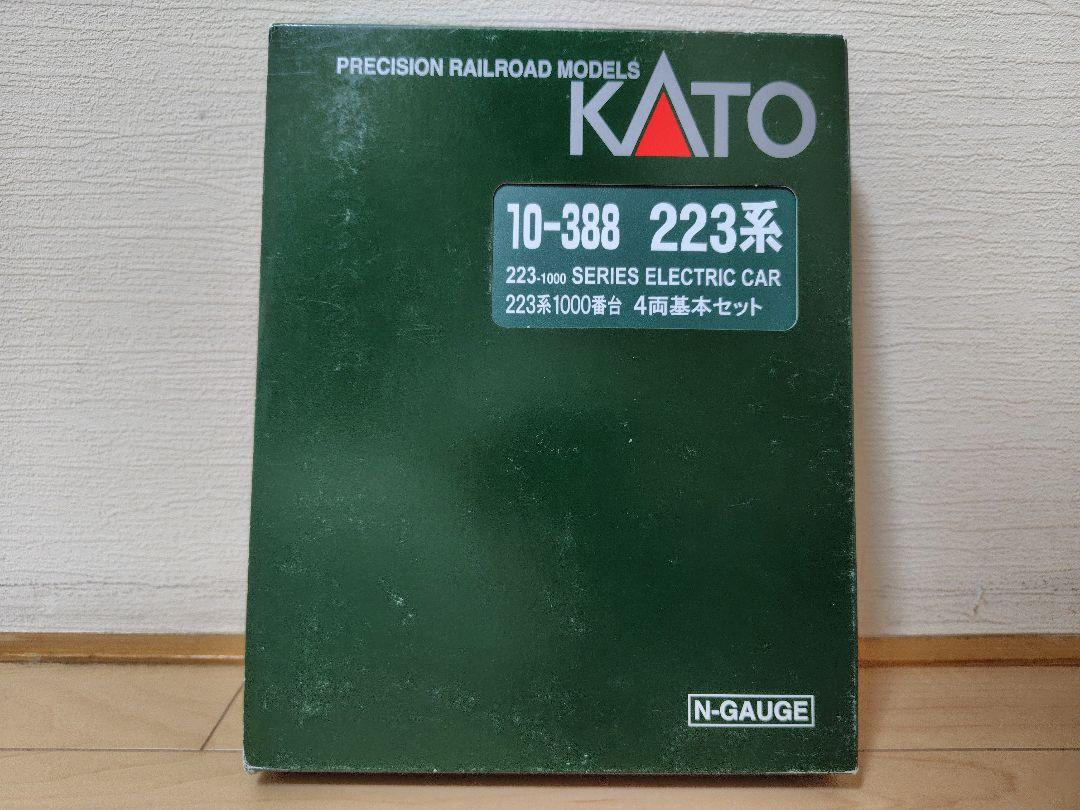 PRECISION RAILROAD MODELS
KATO
10-388 223系
223-1000 SERIES ELECTRIC CAR
223系1000番台 4両基本セット
N-GAUGE